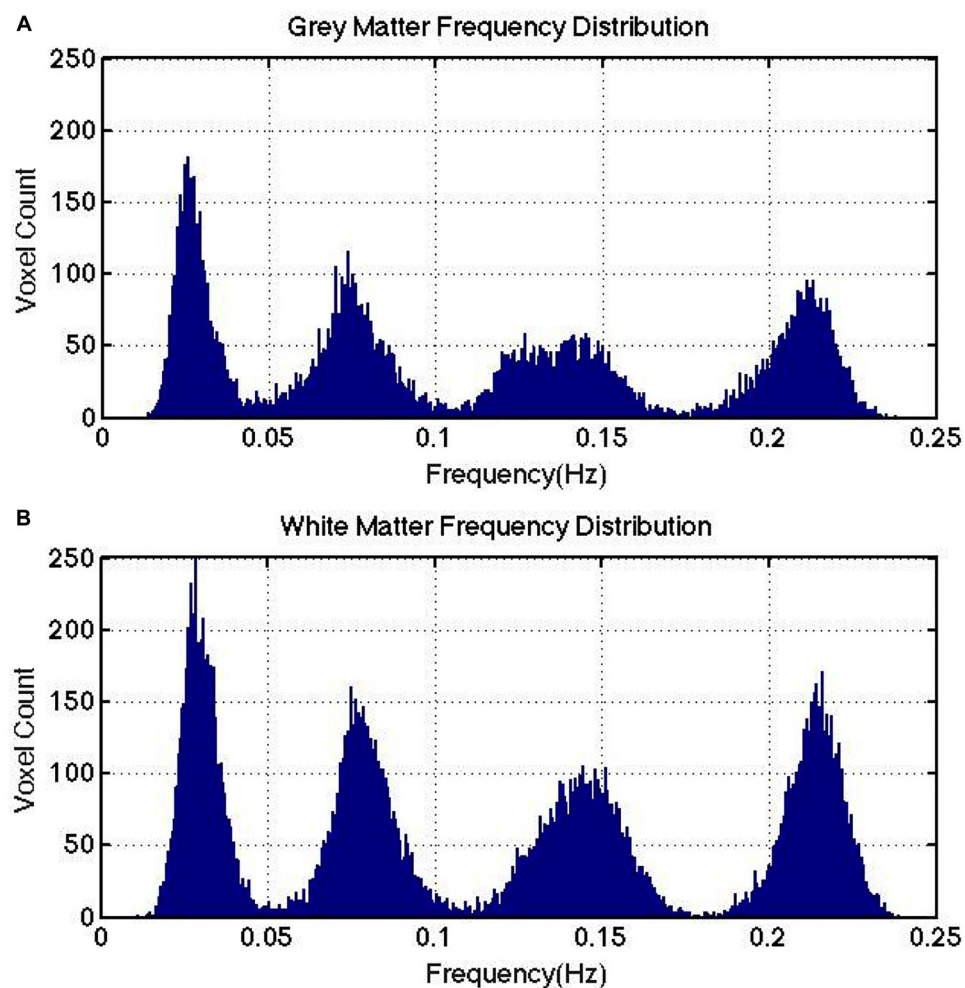 A
Grey Matter Frequency Distribution
250
200
150
100
50
0
Voxel Count
0 0.05 0.1 0.15 0.2 0.25
Frequency(Hz)
B
White Matter Frequency Distribution
250
200
150
100
50
0
Voxel Count
0 0.05 0.1 0.15 0.2 0.25
Frequency(Hz)